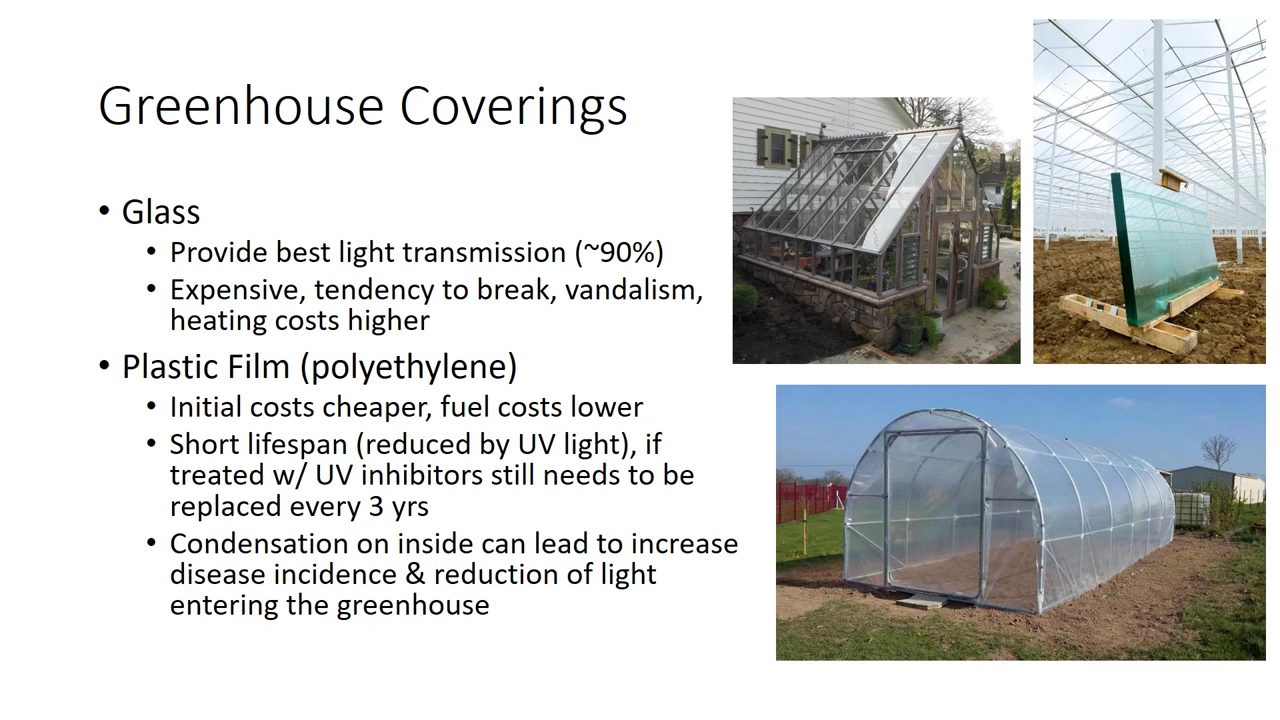 Greenhouse Coverings
• Glass
• Provide best light transmission (~90%)
• Expensive, tendency to break, vandalism,
heating costs higher
• Plastic Film (polyethylene)
• Initial costs cheaper, fuel costs lower
• Short lifespan (reduced by UV light), if
treated w/ UV inhibitors still needs to be
replaced every 3 yrs
• Condensation on inside can lead to increase
disease incidence & reduction of light
entering the greenhouse